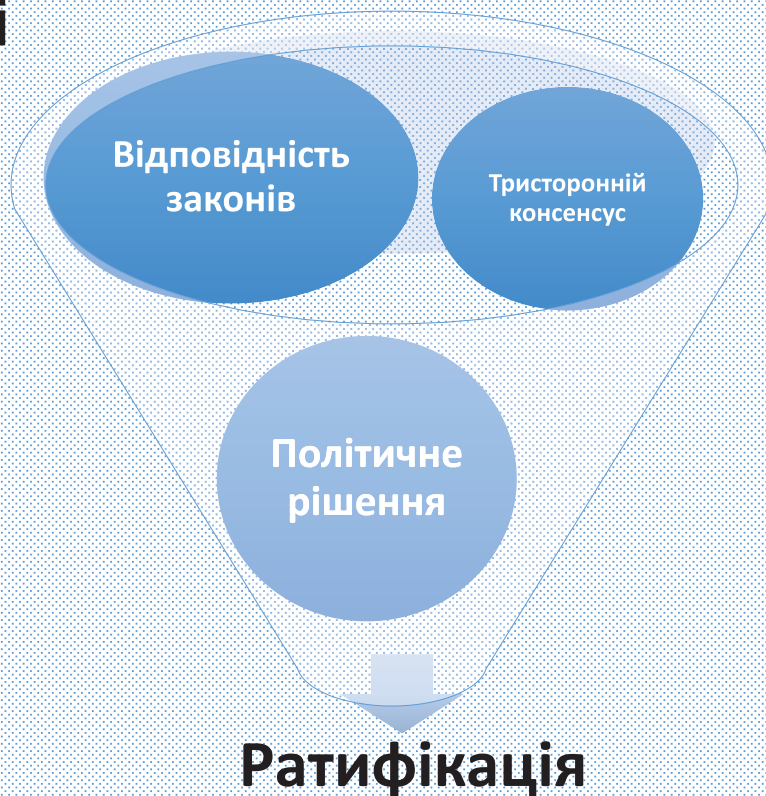 і
Відповідність
законів
Тристоронній
консенсус
Політичне
рішення
Ратифікація